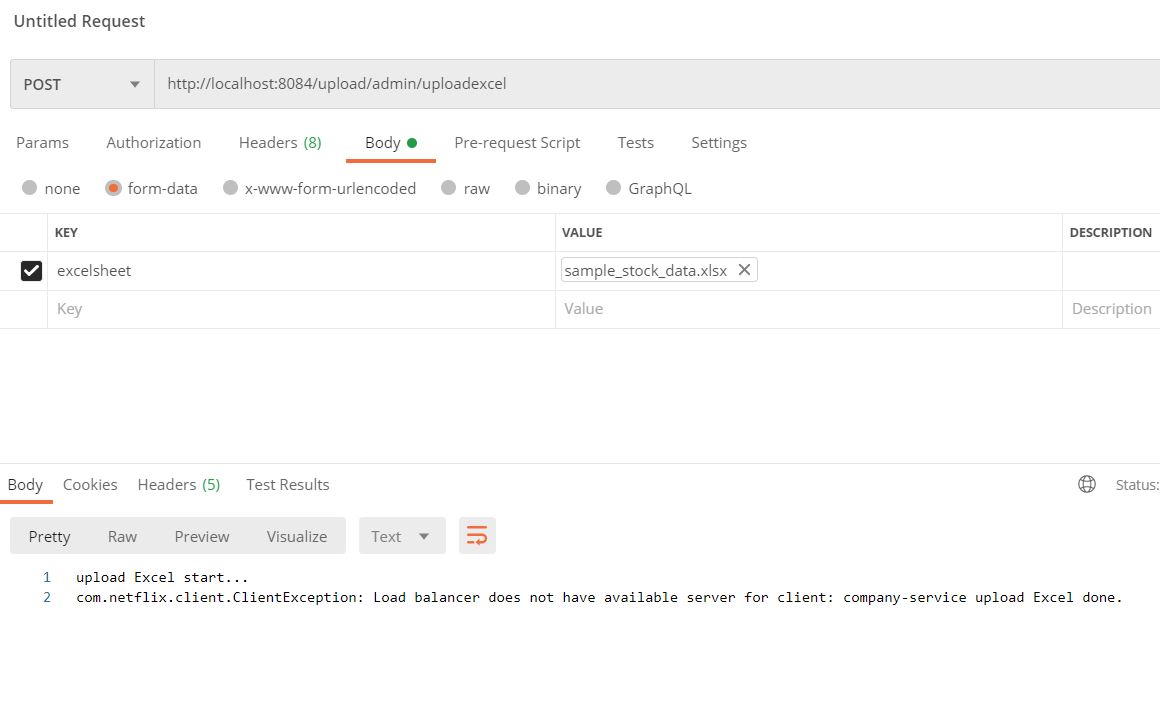 Untitled Request
POST http://localhost:8084/upload/admin/uploadexcel
Params Authorization Headers (8) Body Pre-request Script Tests Settings
none form-data x-www-form-urlencoded raw binary GraphQL
KEY VALUE DESCRIPTION
excelsheet sample_stock_data.xlsx
Key Value Description
Body Cookies Headers (5) Test Results Status:
Pretty Raw Preview Visualize Text
1 upload Excel start...
2 com.netflix.client.ClientException: Load balancer does not have available server for client: company-service upload Excel done.